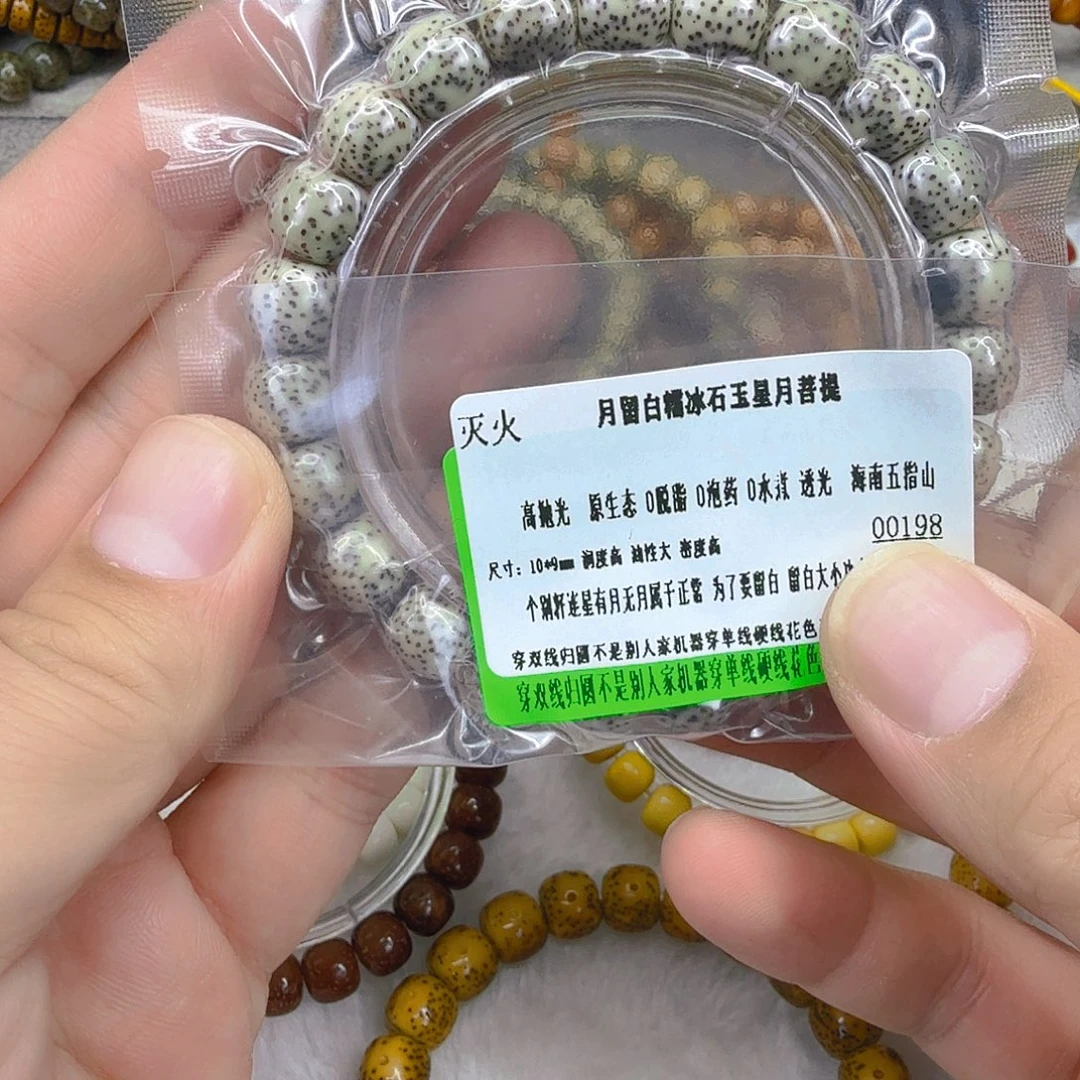 灭火
月留白糯冰石玉星月菩提
高抛光 原生态 0脱脂 0泡药 0水煮 透光 海南五指山
00198
尺寸：10*9mm 润度高 油性大 密度高
个别奸连星有月无月属于正常 为了要留白 留白大小
穿双线归圆不是别人家机器穿单线硬线花色
穿双线归圆不是别人家机器穿单线硬线花色